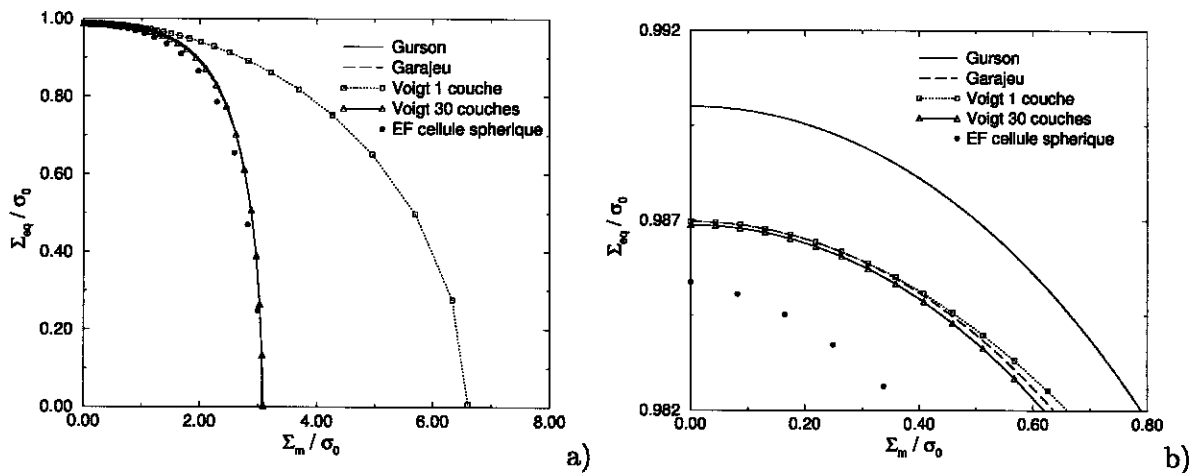 1.00
0.80
0.60
0.40
0.20
0.00
Σeq / σ0
Gurson
Garajeu
Voigt 1 couche
Voigt 30 couches
EF cellule spherique
0.00
2.00
4.00
6.00
8.00
Σm / σ0
a)
0.992
0.987
0.982
Σeq / σ0
Gurson
Garajeu
Voigt 1 couche
Voigt 30 couches
EF cellule spherique
0.00
0.20
0.40
0.60
0.80
Σm / σ0
b)